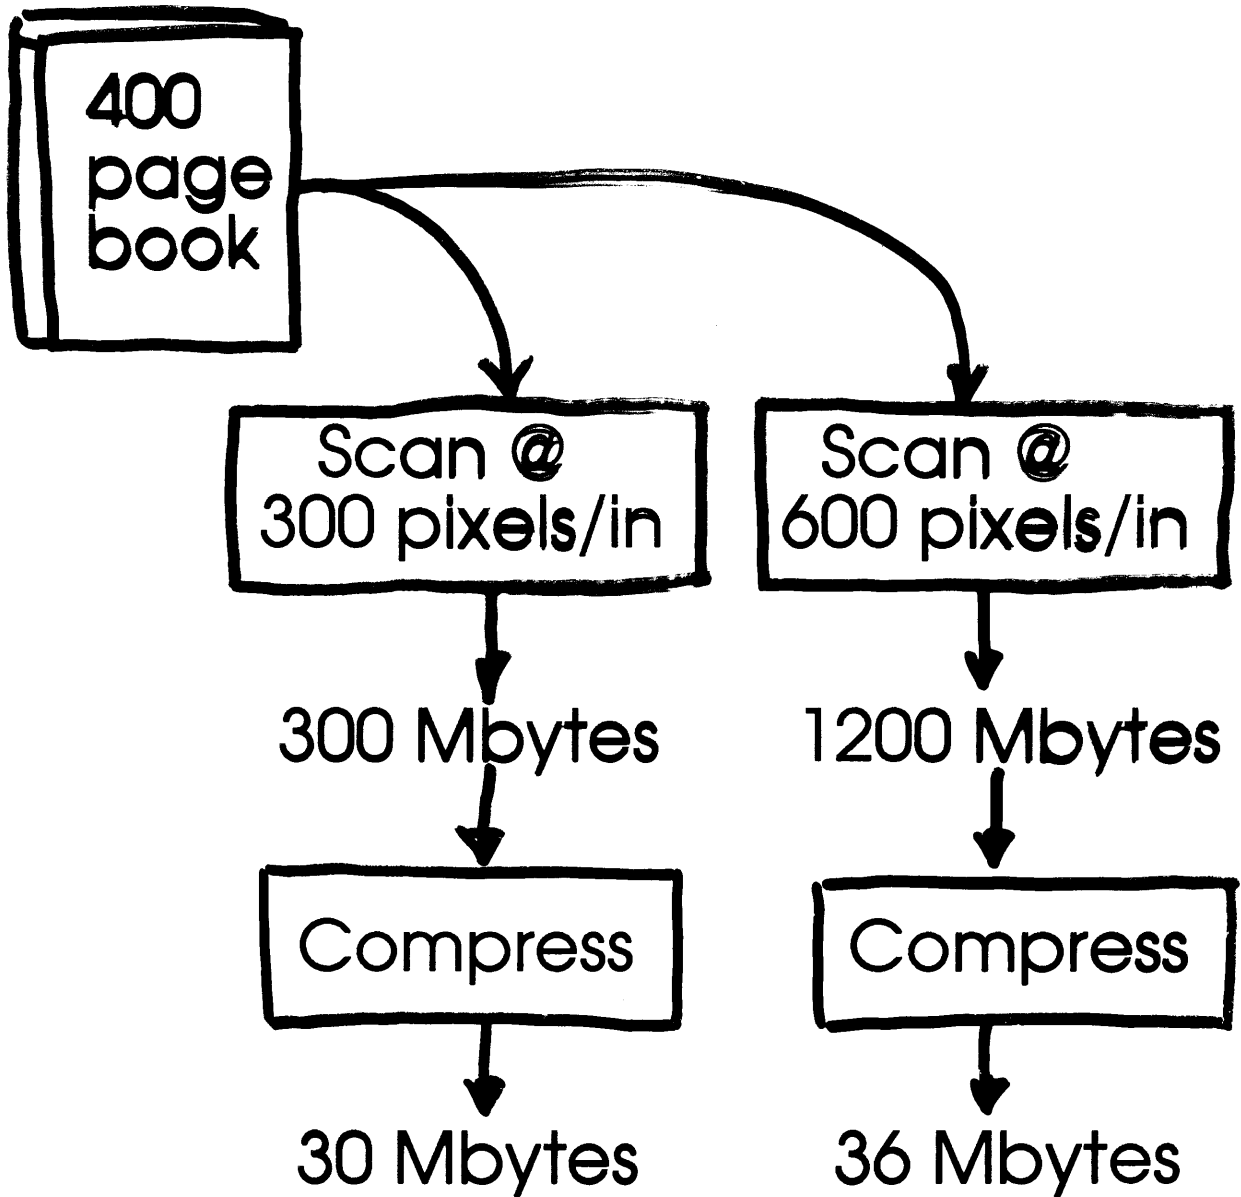 400
page
book
Scan @
300 pixels/in
Scan @
600 pixels/in
300 Mbytes
1200 Mbytes
Compress
Compress
30 Mbytes
36 Mbytes